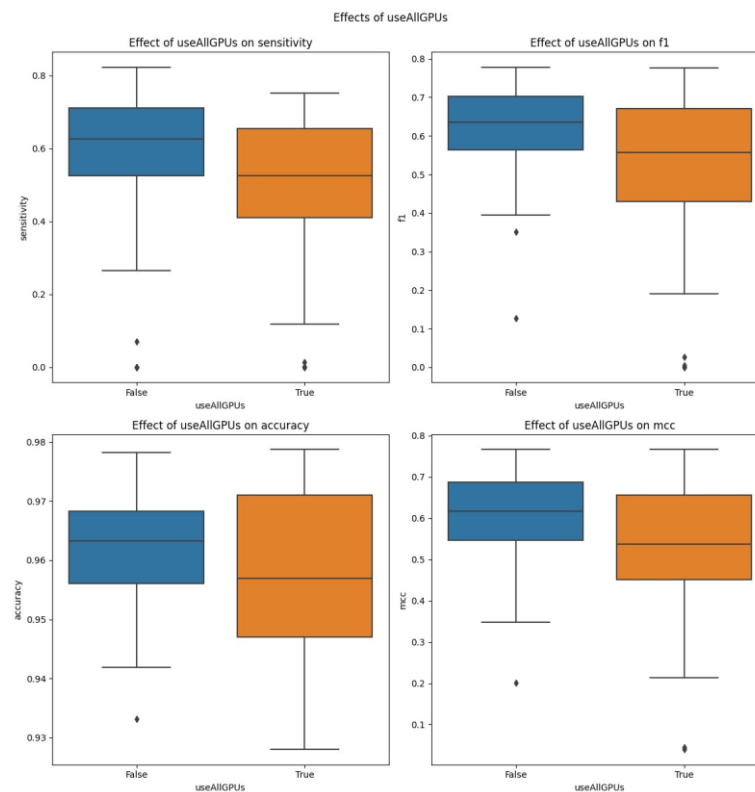 Effects of useAllGPUs
Effect of useAllGPUs on sensitivity
0.8
0.6
0.4
0.2
0.0
sensitivity
False
True
useAllGPUs
Effect of useAllGPUs on f1
0.8
0.7
0.6
0.5
0.4
0.3
0.2
0.1
0.0
f1
False
True
useAllGPUs
Effect of useAllGPUs on accuracy
0.98
0.97
0.96
0.95
0.94
0.93
accuracy
False
True
useAllGPUs
Effect of useAllGPUs on mcc
0.8
0.7
0.6
0.5
0.4
0.3
0.2
0.1
mcc
False
True
useAllGPUs